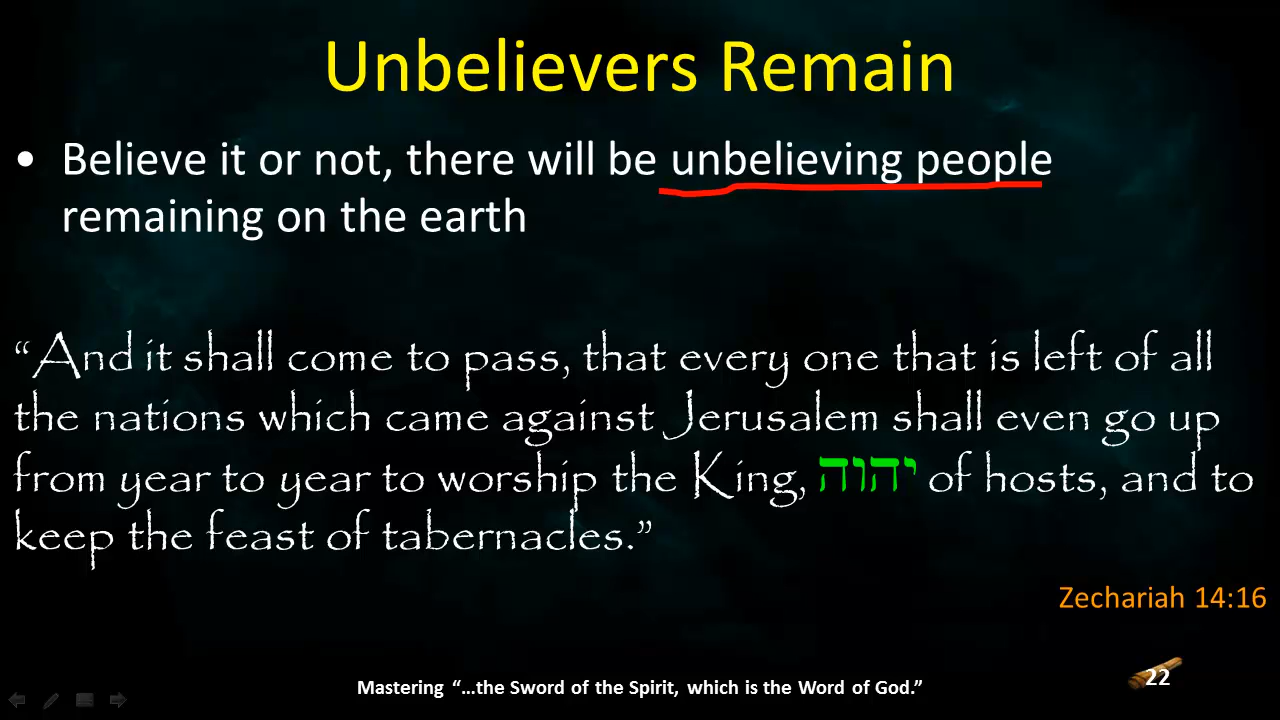 Unbelievers Remain
• Believe it or not, there will be unbelieving people
remaining on the earth
“And it shall come to pass, that every one that is left of all
the nations which came against Jerusalem shall even go up
from year to year to worship the King, יהוה of hosts, and to
keep the feast of tabernacles.”
Zechariah 14:16
Mastering “...the Sword of the Spirit, which is the Word of God.”
22